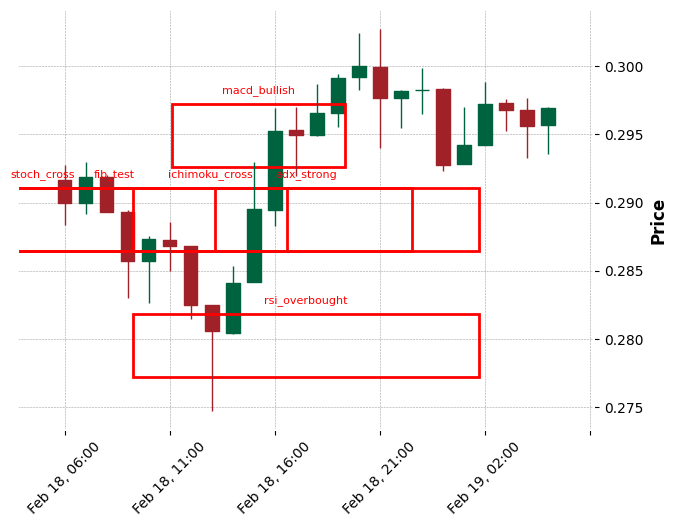 macd_bullish
0.300
0.295
stoch_cross
fib_test
ichimoku_cross
adx_strong
0.290
Price
0.285
rsi_overbought
0.280
0.275
Feb 18, 06:00
Feb 18, 11:00
Feb 18, 16:00
Feb 18, 21:00
Feb 19, 02:00